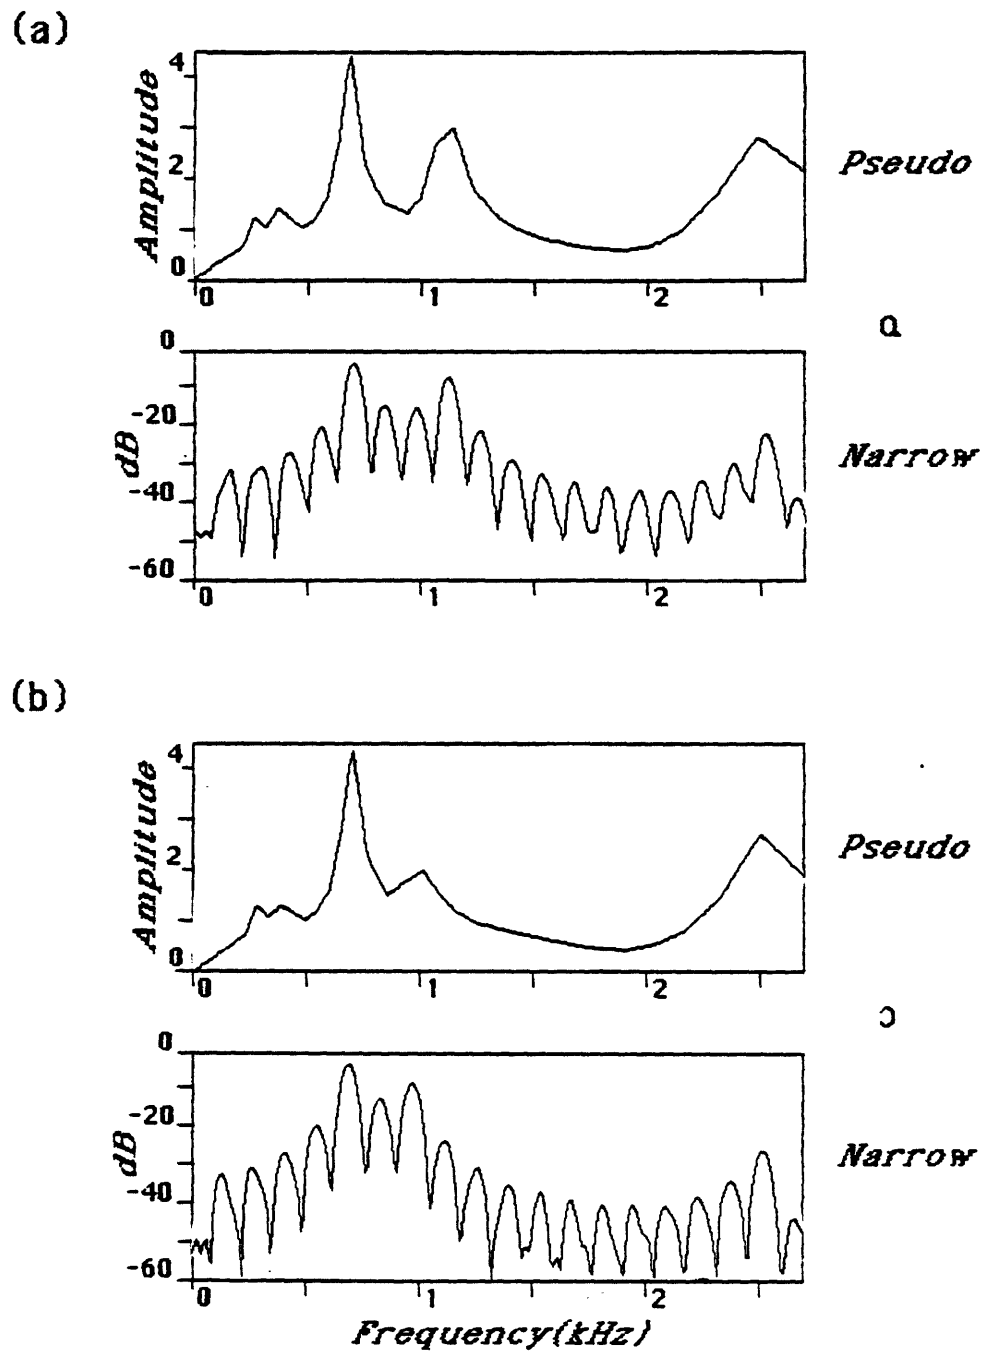 (a)
Amplitude
4
2
0
0 1 2
Pseudo
ɑ
dB
0
-20
-40
-60
0 1 2
Narrow
(b)
Amplitude
4
2
0
0 1 2
Pseudo
ɔ
dB
0
-20
-40
-60
0 1 2
Narrow
Frequency(kHz)